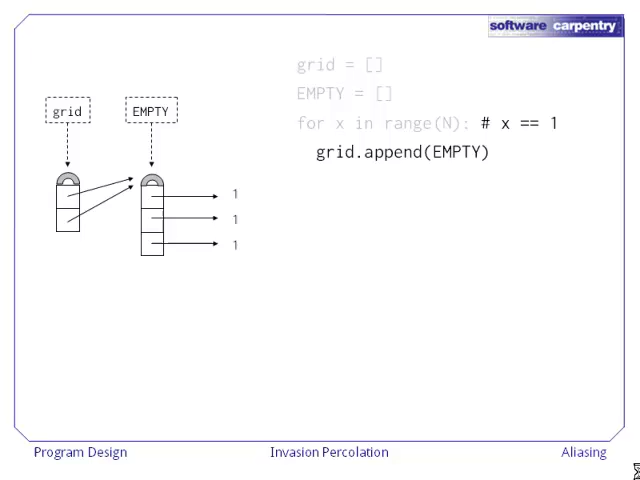 software carpentry
grid = []
EMPTY = []
for x in range(N): # x == 1
grid.append(EMPTY)
grid EMPTY
1
1
1
Program Design Invasion Percolation Aliasing